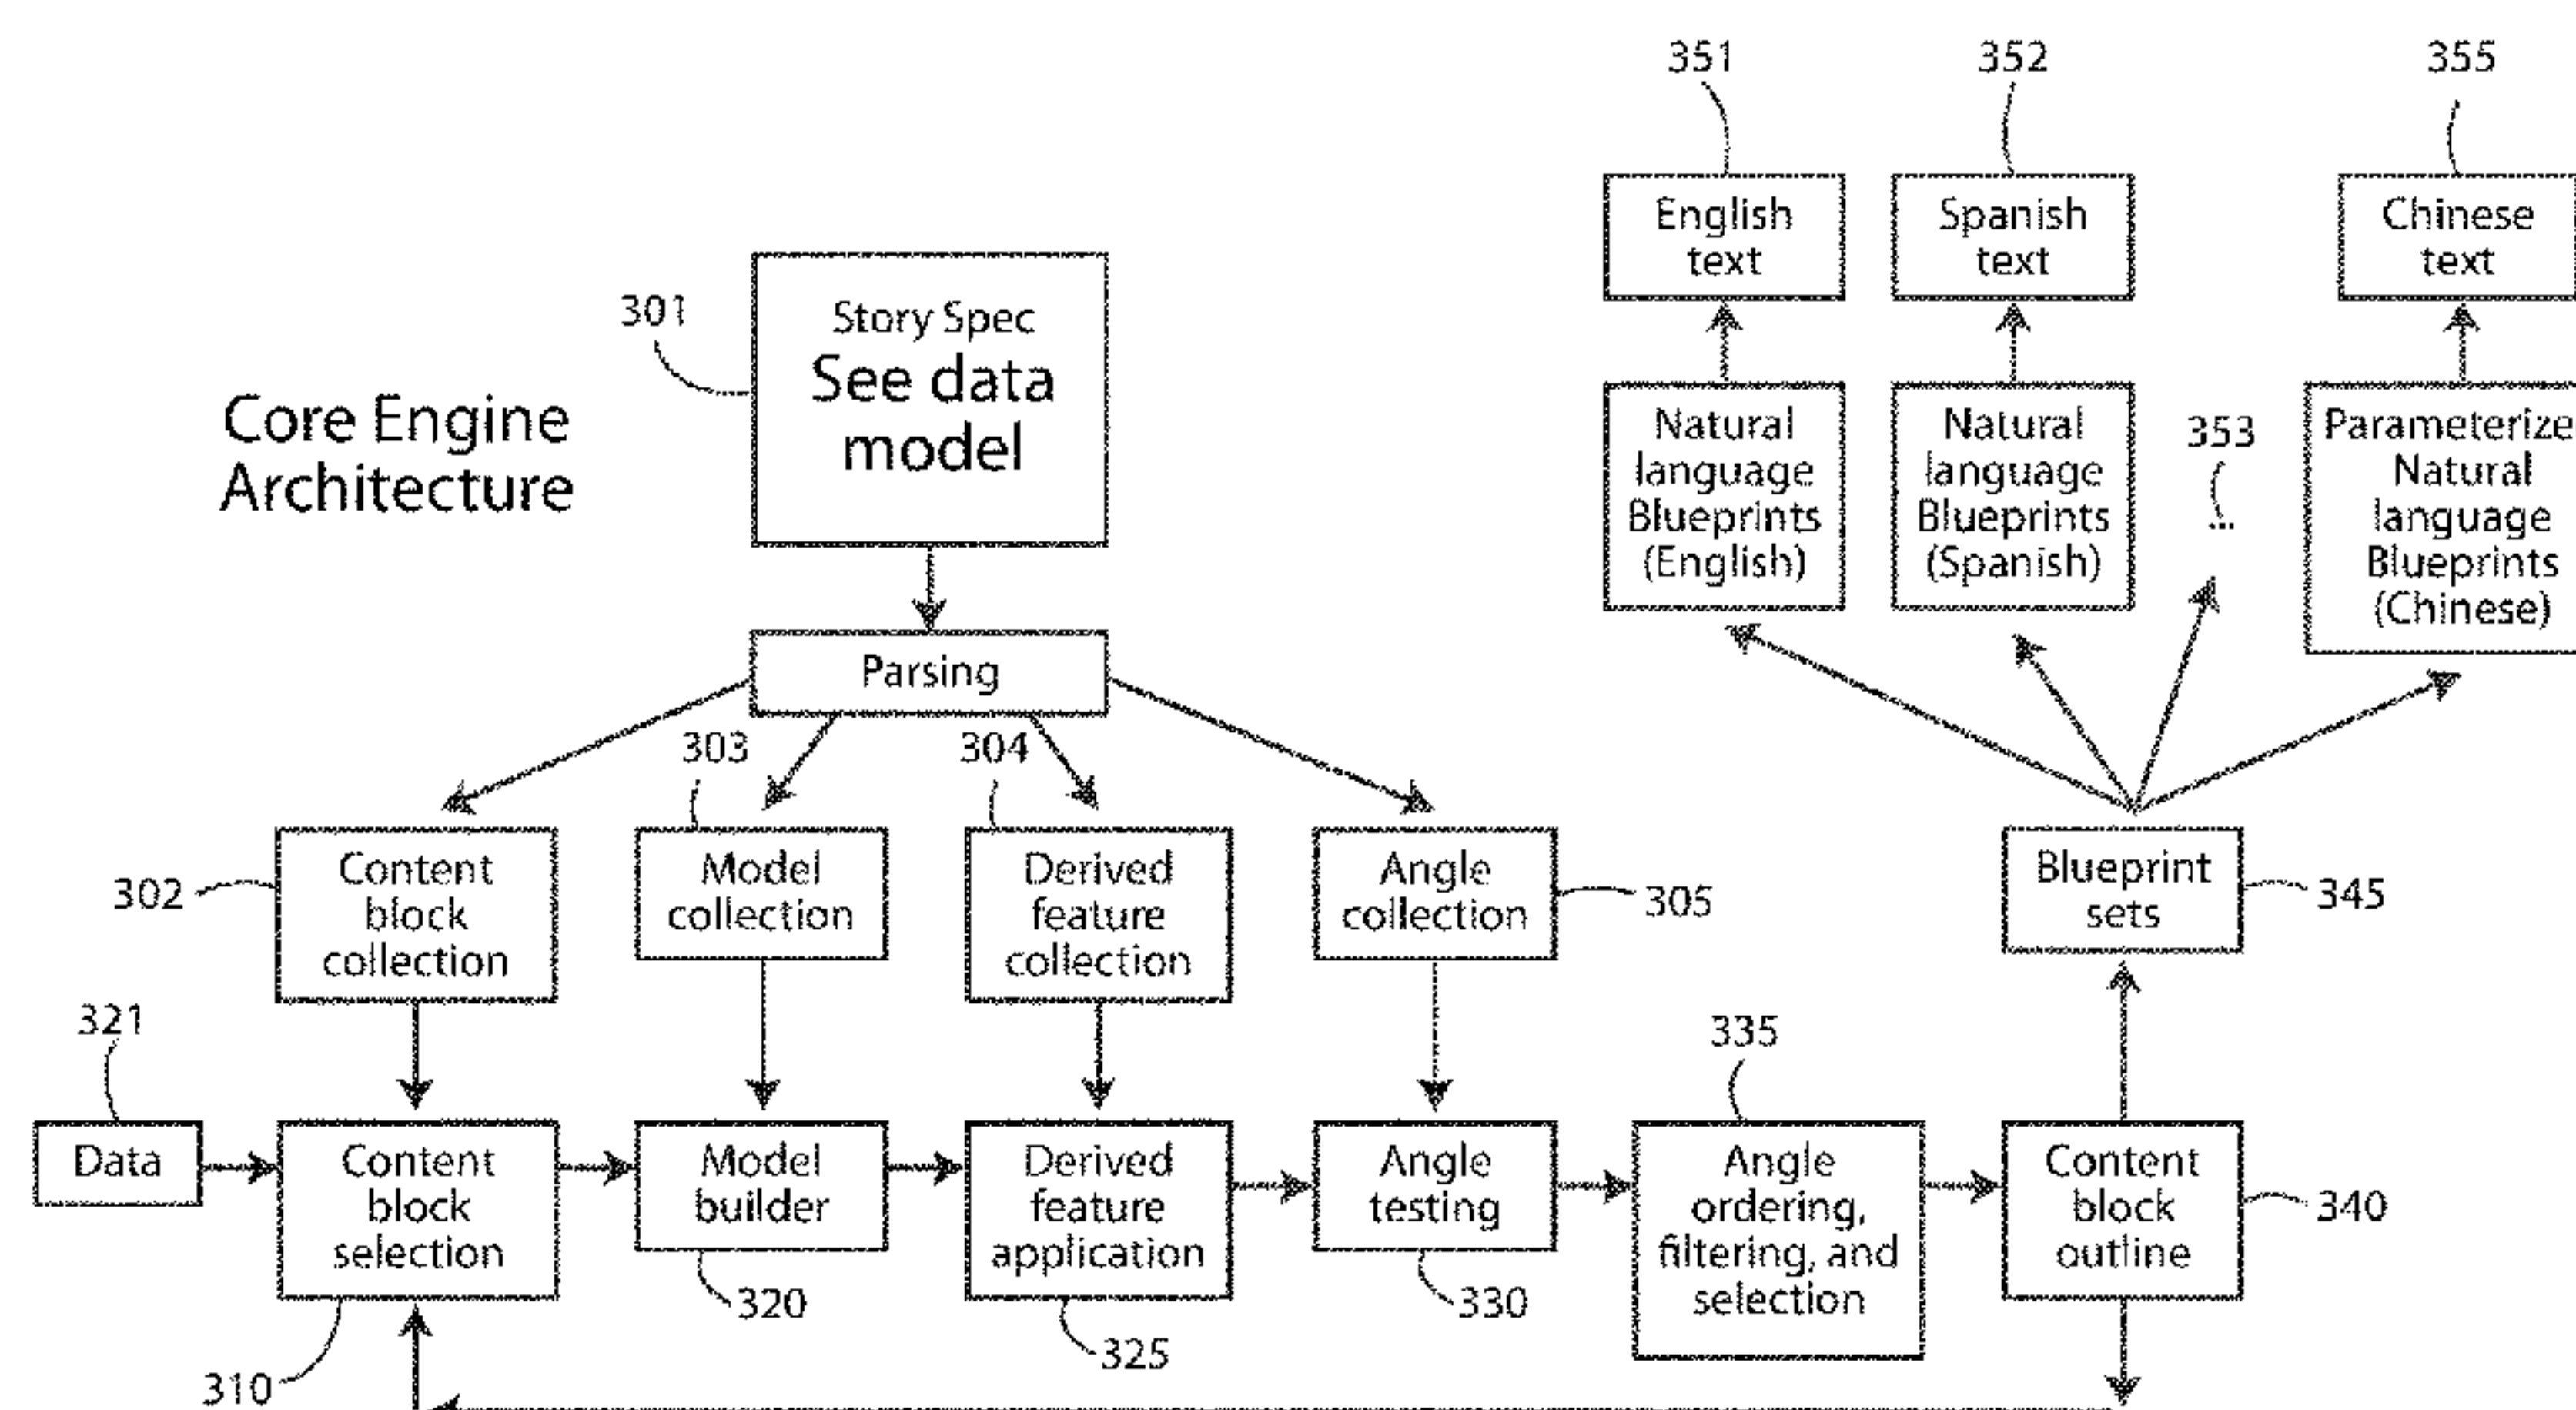 351
352
355
English
text
Spanish
text
Chinese
text
301
Story Spec
See data
model
Core Engine
Architecture
Natural
language
Blueprints
(English)
Natural
language
Blueprints
(Spanish)
353
...
Parameterize
Natural
language
Blueprints
(Chinese)
Parsing
303
304
302
Content
block
collection
Model
collection
Derived
feature
collection
Angle
collection
305
Blueprint
sets
345
321
335
Data
Content
block
selection
Model
builder
Derived
feature
application
Angle
testing
Angle
ordering,
filtering, and
selection
Content
block
outline
340
320
330
325
310